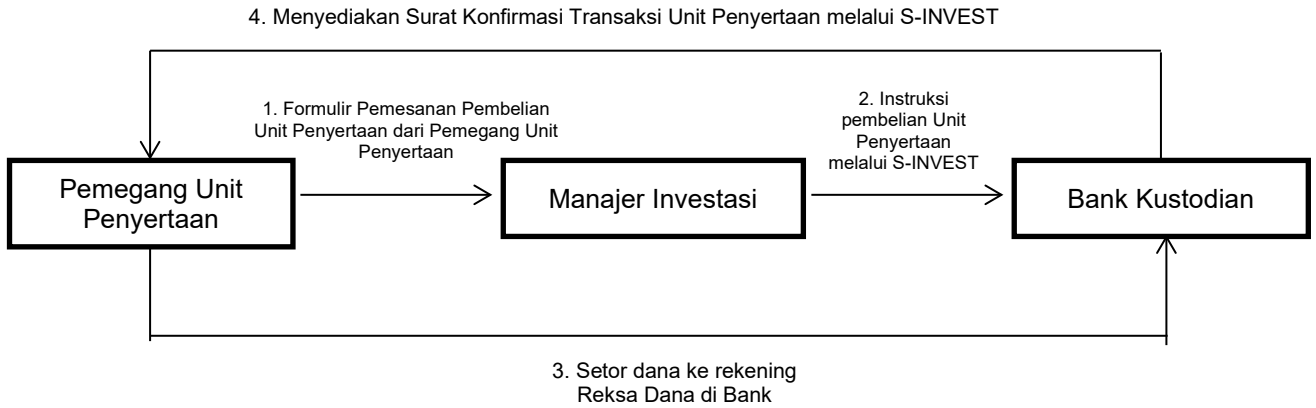 4. Menyediakan Surat Konfirmasi Transaksi Unit Penyertaan melalui S-INVEST
1. Formulir Pemesanan Pembelian
Unit Penyertaan dari Pemegang Unit
Penyertaan
2. Instruksi
pembelian Unit
Penyertaan
melalui S-INVEST
Pemegang Unit
Penyertaan
Manajer Investasi
Bank Kustodian
3. Setor dana ke rekening
Reksa Dana di Bank